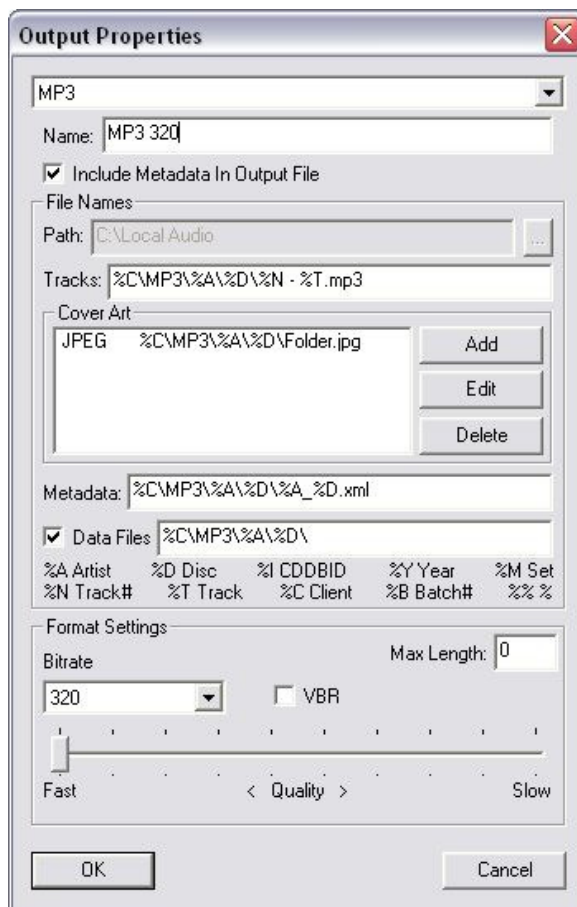 Output Properties
MP3
Name: MP3 320
Include Metadata In Output File
File Names
Path: C:\Local Audio ...
Tracks: %C\MP3\%A\%D\%N - %T.mp3
Cover Art
JPEG %C\MP3\%A\%D\Folder.jpg
Add
Edit
Delete
Metadata: %C\MP3\%A\%D\%A_%D.xml
Data Files %C\MP3\%A\%D\
%A Artist %D Disc %I CDDBID %Y Year %M Set
%N Track# %T Track %C Client %B Batch# %% %
Format Settings
Bitrate
Max Length: 0
320
VBR
Fast < Quality > Slow
OK Cancel